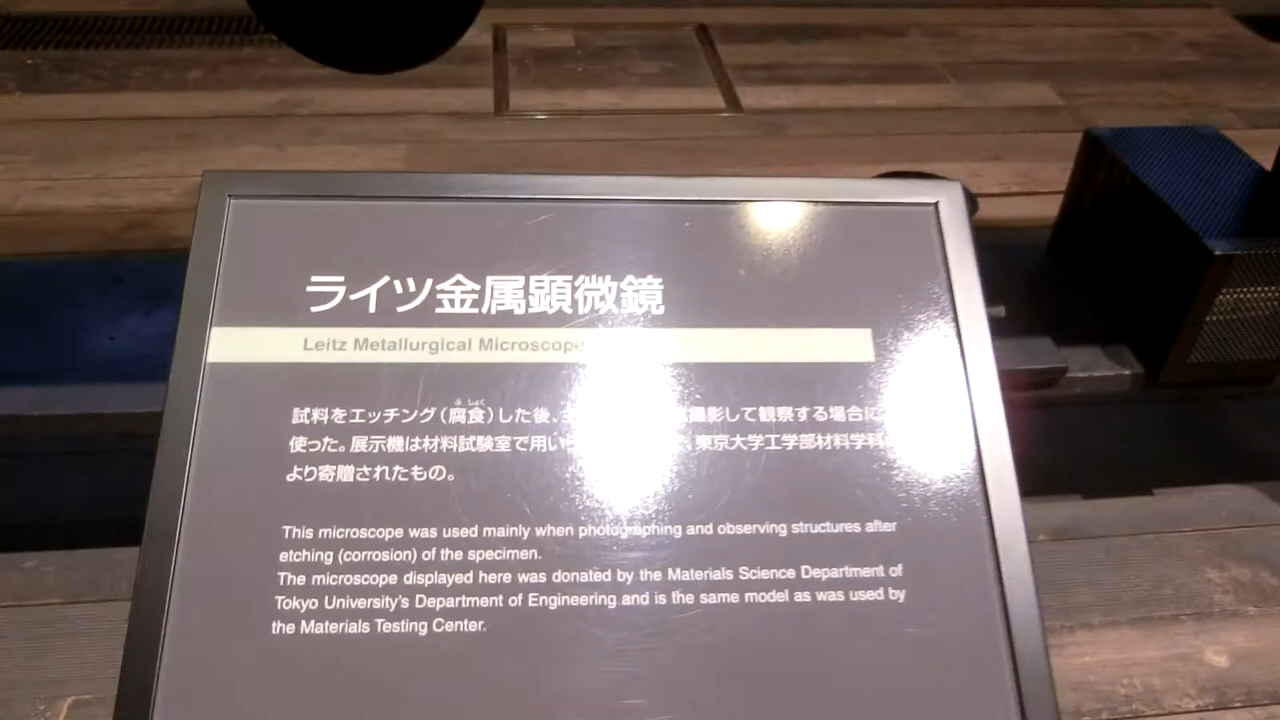 ライツ金属顕微鏡
Leitz Metallurgical Microscope
ふしょく
試料をエッチング（腐食）した後、 撮影して観察する場合に
使った。展示機は材料試験室で用い 東京大学工学部材料学科
より寄贈されたもの。
This microscope was used mainly when photographing and observing structures after
etching (corrosion) of the specimen.
The microscope displayed here was donated by the Materials Science Department of
Tokyo University's Department of Engineering and is the same model as was used by
the Materials Testing Center.